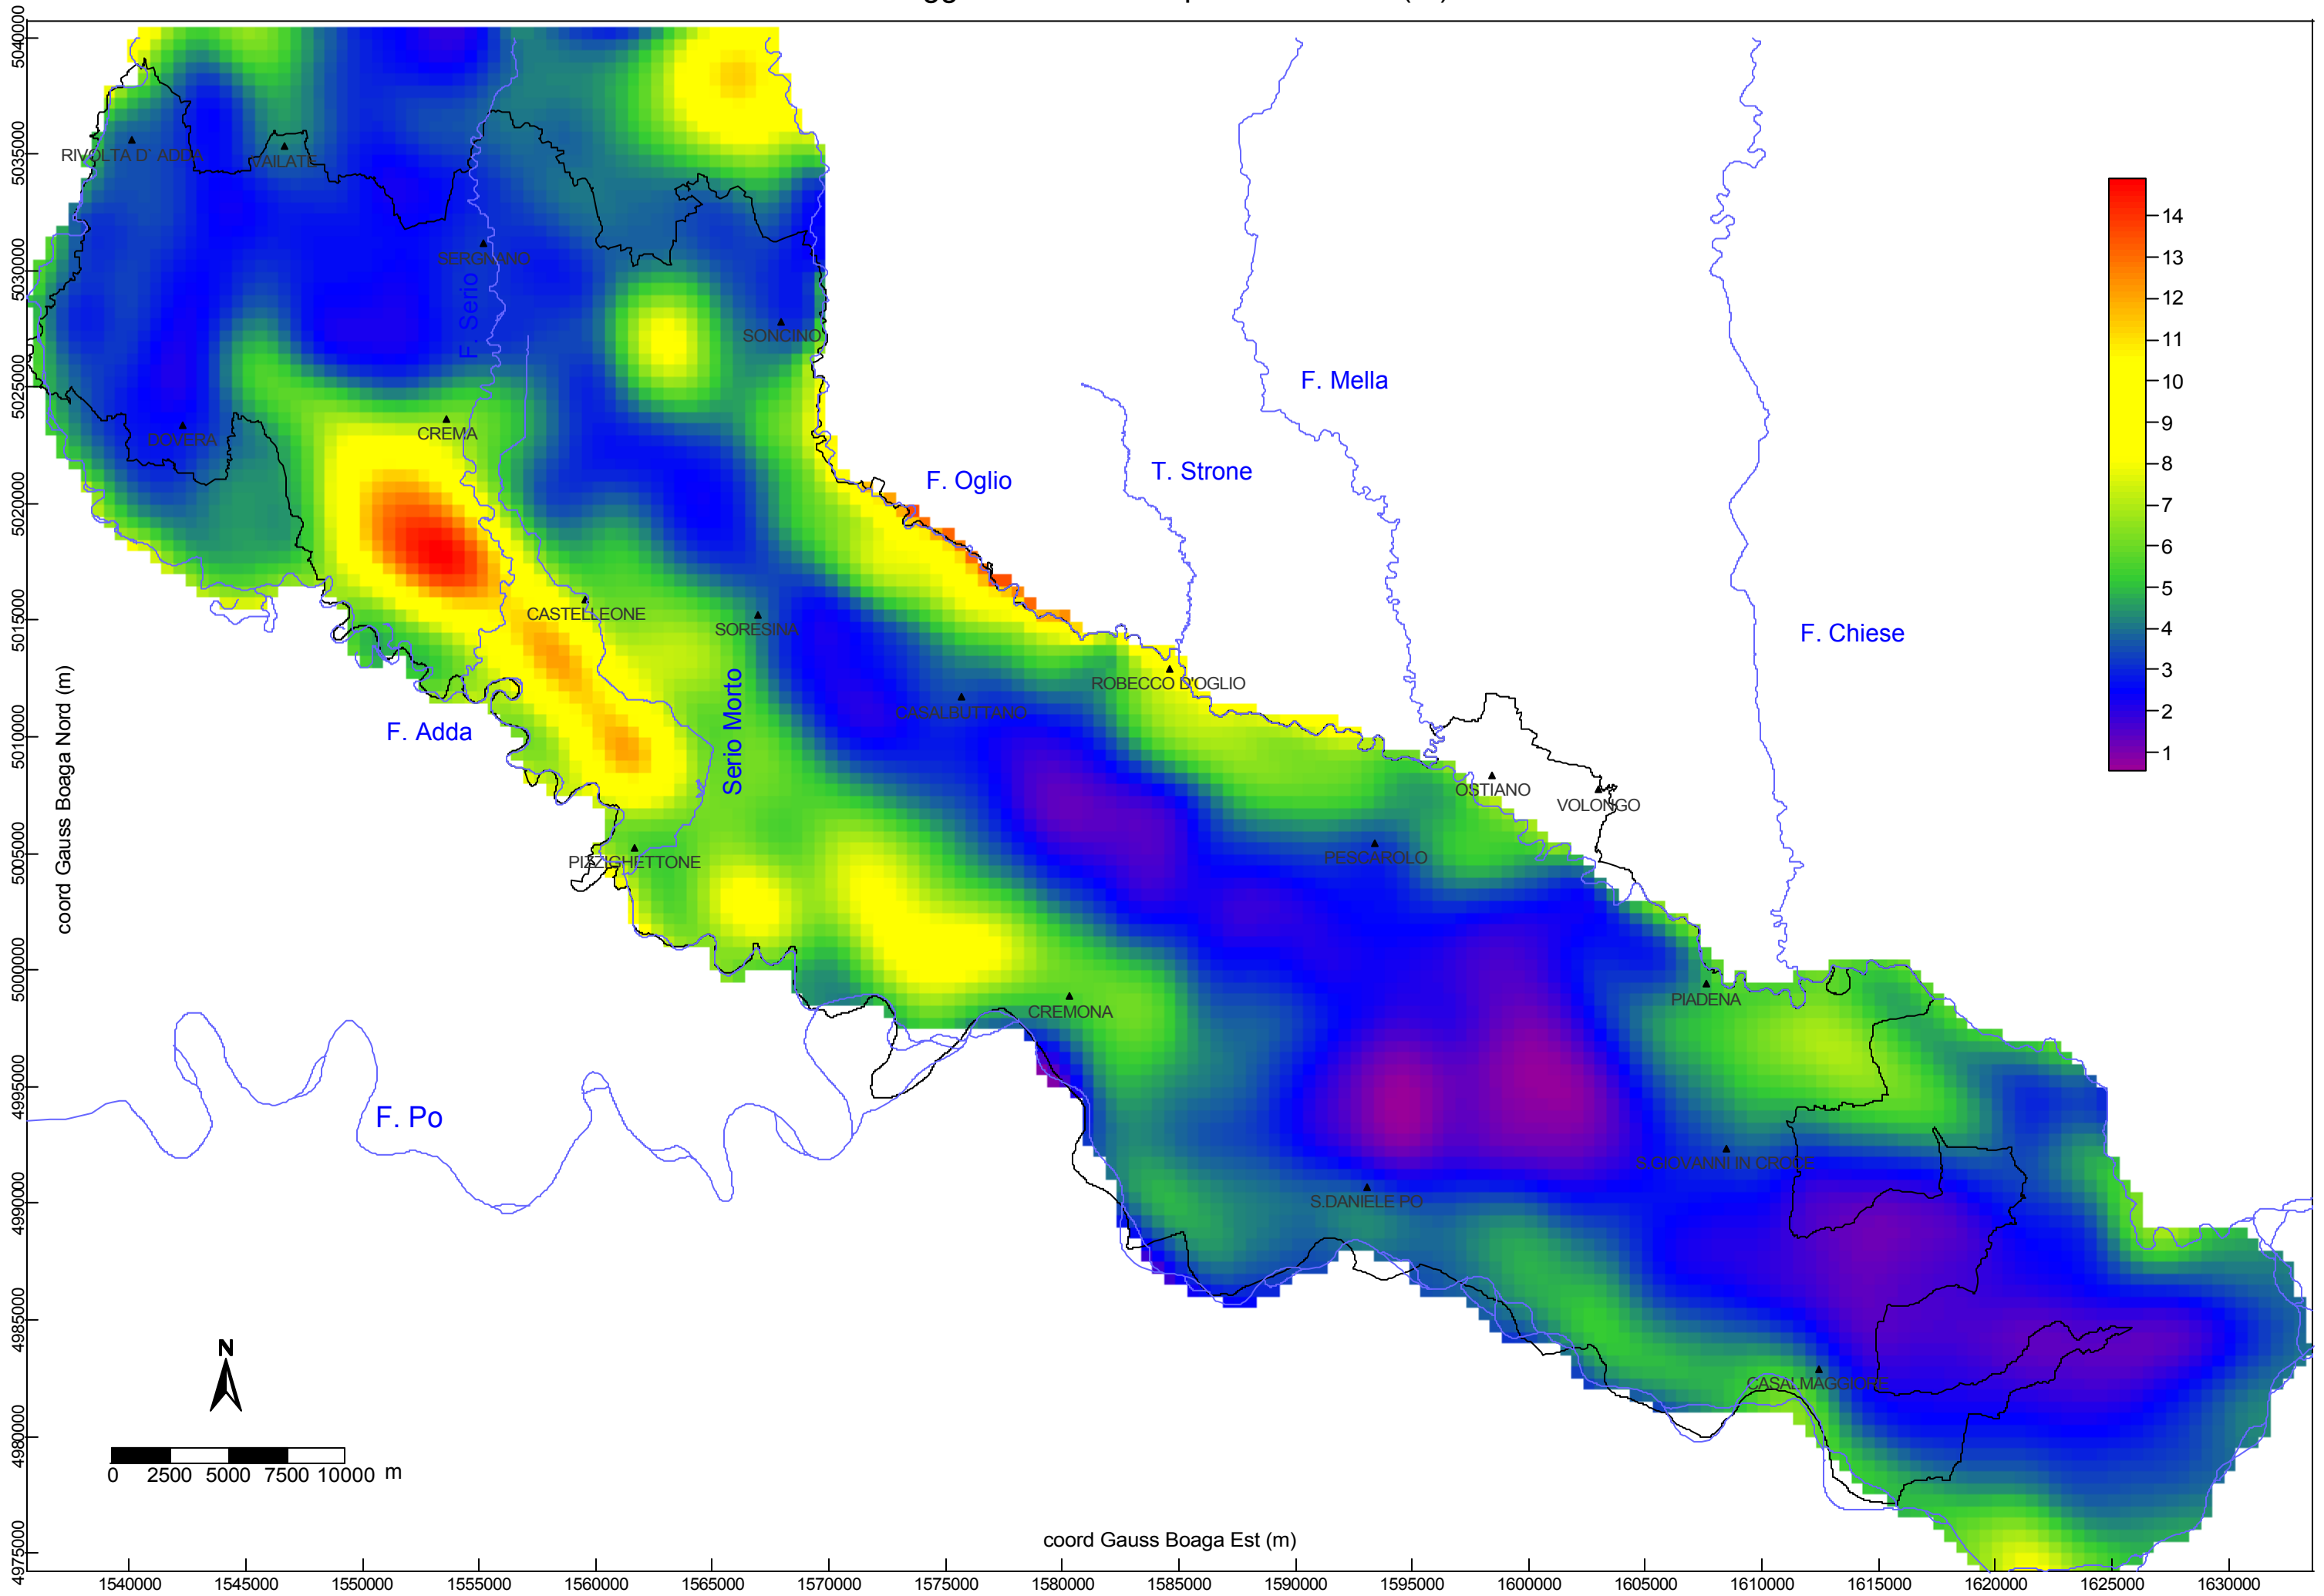 5040000
5035000
5030000
5025000
5020000
5015000
5010000
5005000
5000000
4995000
4990000
4985000
4980000
4975000
coord Gauss Boaga Nord (m)
RIVOLTA D' ADDA
VAILATE
SERGNANO
F. Serio
SONCINO
DOVERA
CREMA
F. Oglio
T. Strone
F. Mella
F. Chiese
14
13
12
11
10
9
8
7
6
5
4
3
2
1
CASTELLEONE
SORESINA
Serio Morto
F. Adda
CASALBUTTANO
ROBECCO D'OGLIO
OSTIANO
VOLONGO
PIZZIGHETTONE
PESCAROLO
CREMONA
PIADENA
F. Po
S.GIOVANNI IN CROCE
S.DANIELE PO
CASALMAGGIORE
N
0 2500 5000 7500 10000 m
coord Gauss Boaga Est (m)
1540000 1545000 1550000 1555000 1560000 1565000 1570000 1575000 1580000 1585000 1590000 1595000 1600000 1605000 1610000 1615000 1620000 1625000 1630000